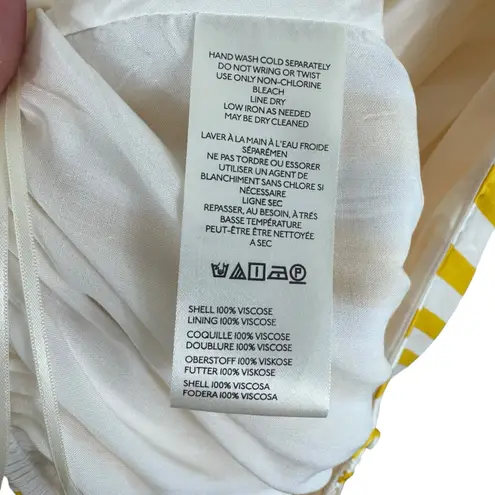 HAND WASH COLD SEPARATELY
DO NOT WRING OR TWIST
USE ONLY NON-CHLORINE
BLEACH
LINE DRY
LOW IRON AS NEEDED
MAY BE DRY CLEANED
LAVER À LA MAIN À L'EAU FROIDE
SÉPARÉMEN
NE PAS TORDRE OU ESSORER
UTILISER UN AGENT DE
BLANCHIMENT SANS CHLORE SI
NÉCESSAIRE
LIGNE SEC
REPASSER, AU BESOIN, À TRÉS
BASSE TEMPÉRATURE
PEUT-ÊTRE ÊTRE NETTOYÉE
A SEC
SHELL 100% VISCOSE
LINING 100% VISCOSE
COQUILLE 100% VISCOSE
DOUBLURE 100% VISCOSE
OBERSTOFF 100% VISKOSE
FUTTER 100% VISKOSE
SHELL 100% VISCOSA
FODERA 100% VISCOSA